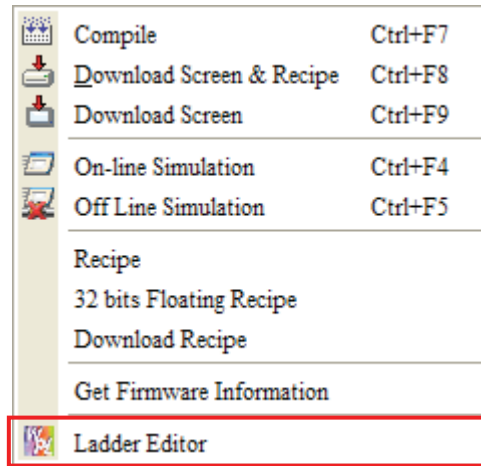 Compile Ctrl+F7
Download Screen & Recipe Ctrl+F8
Download Screen Ctrl+F9
On-line Simulation Ctrl+F4
Off Line Simulation Ctrl+F5
Recipe
32 bits Floating Recipe
Download Recipe
Get Firmware Information
Ladder Editor